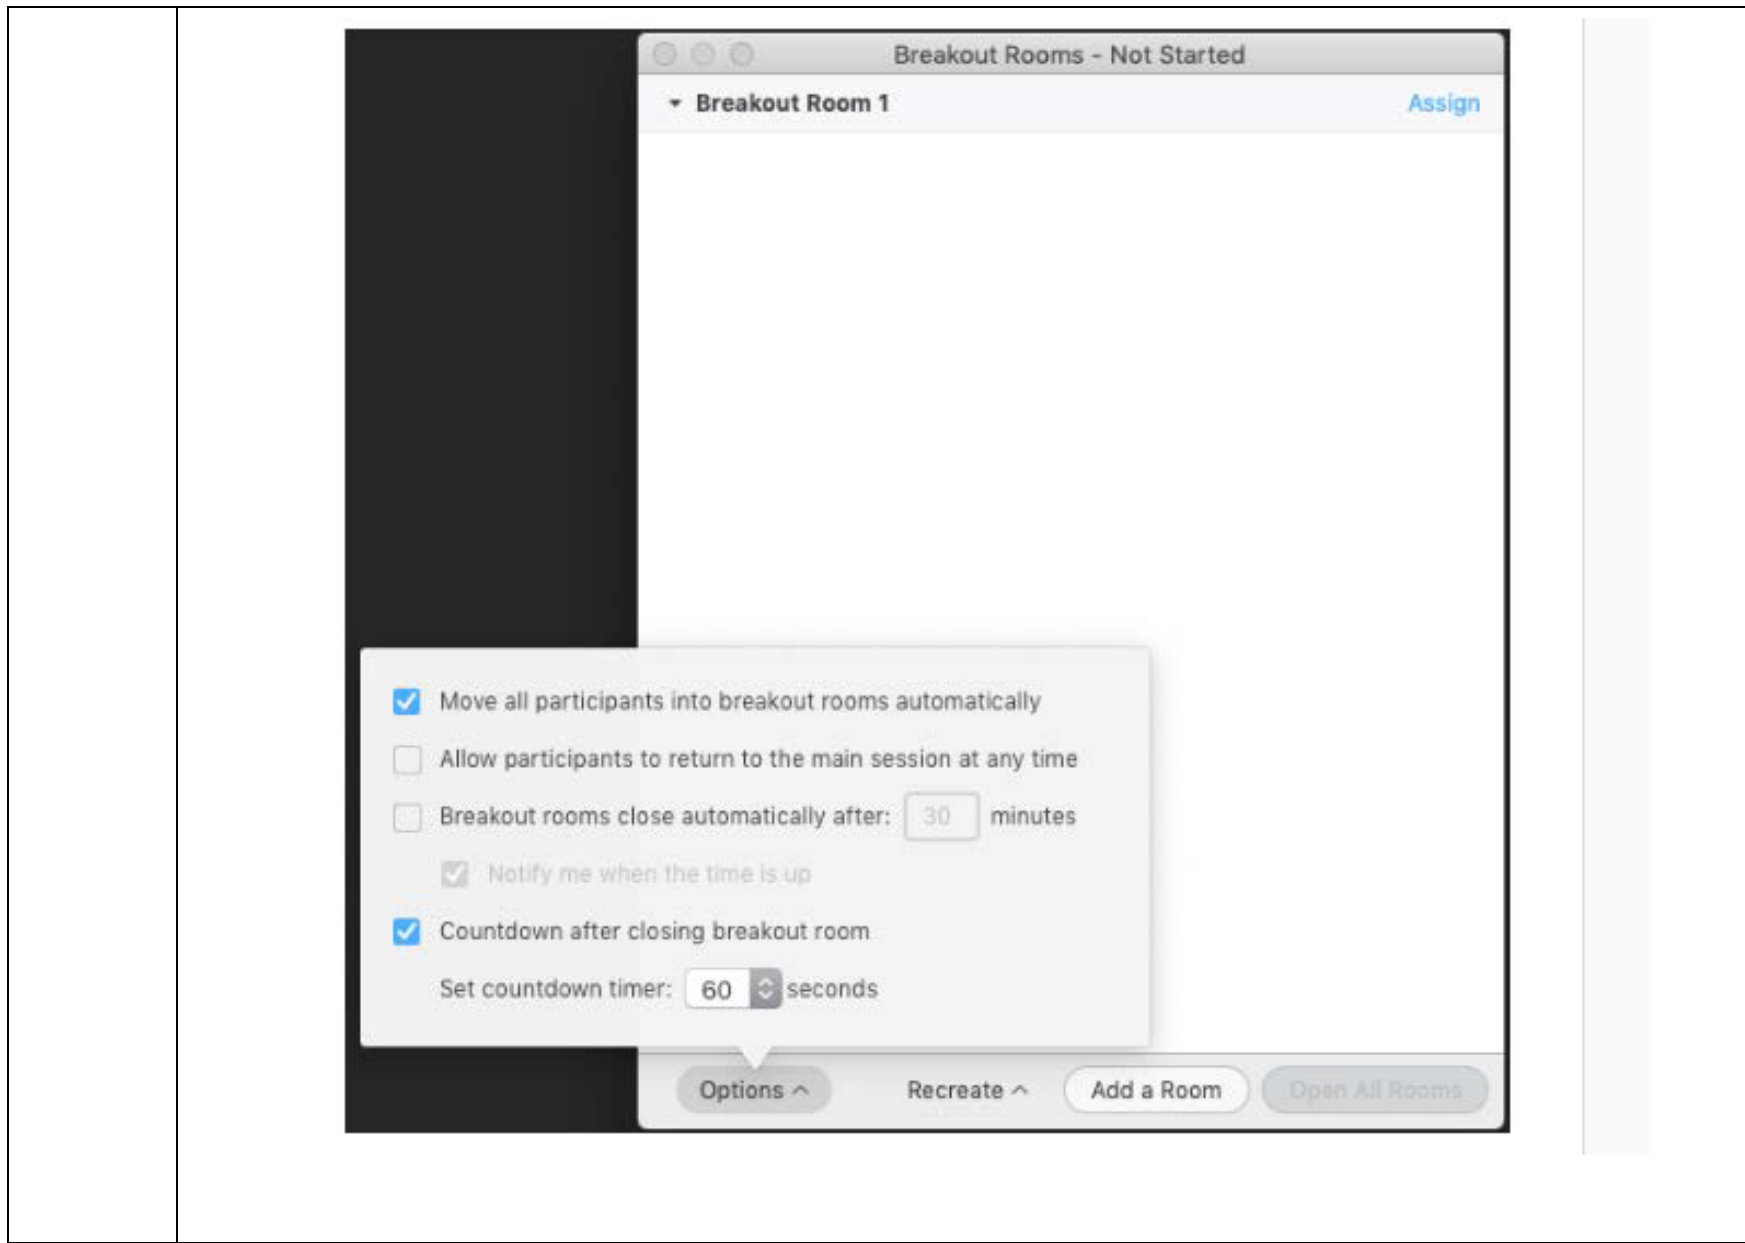 Breakout Rooms - Not Started
Breakout Room 1 Assign
Move all participants into breakout rooms automatically
Allow participants to return to the main session at any time
Breakout rooms close automatically after: 30 minutes
Notify me when the time is up
Countdown after closing breakout room
Set countdown timer: 60 seconds
Options Recreate Add a Room Open All Rooms